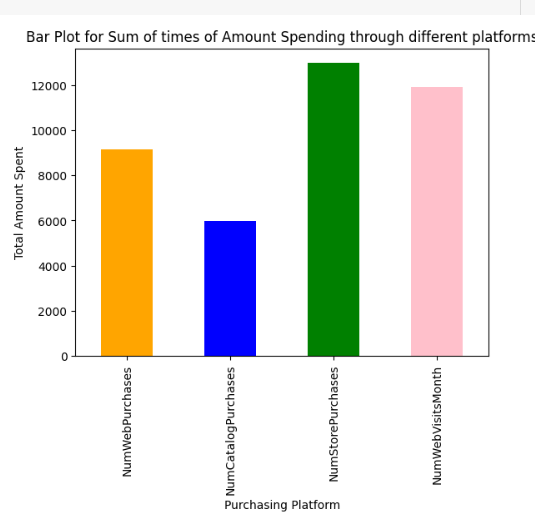 Bar Plot for Sum of times of Amount Spending through different platforms
12000
10000
8000
6000
4000
2000
0
Total Amount Spent
NumWebPurchases
NumCatalogPurchases
NumStorePurchases
NumWebVisitsMonth
Purchasing Platform